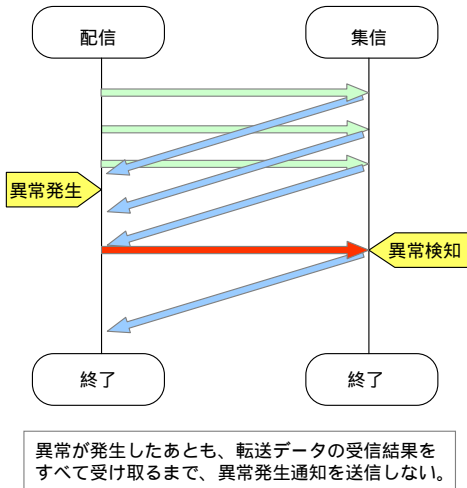 配信
集信
異常発生
異常検知
終了
終了
異常が発生したあとも、転送データの受信結果を
すべて受け取るまで、異常発生通知を送信しない。